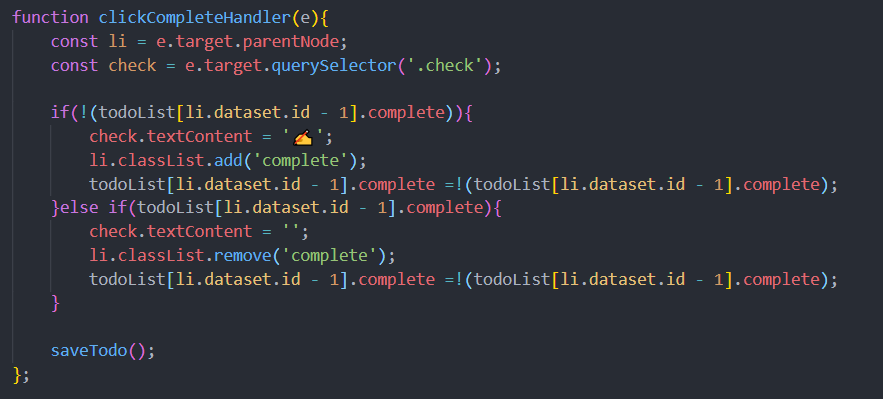 function clickCompleteHandler(e){
    const li = e.target.parentNode;
    const check = e.target.querySelector('.check');

    if(!(todoList[li.dataset.id - 1].complete)){
        check.textContent = '✍';
        li.classList.add('complete');
        todoList[li.dataset.id - 1].complete =!(todoList[li.dataset.id - 1].complete);
    }else if(todoList[li.dataset.id - 1].complete){
        check.textContent = '';
        li.classList.remove('complete');
        todoList[li.dataset.id - 1].complete =!(todoList[li.dataset.id - 1].complete);
    }

    saveTodo();
};